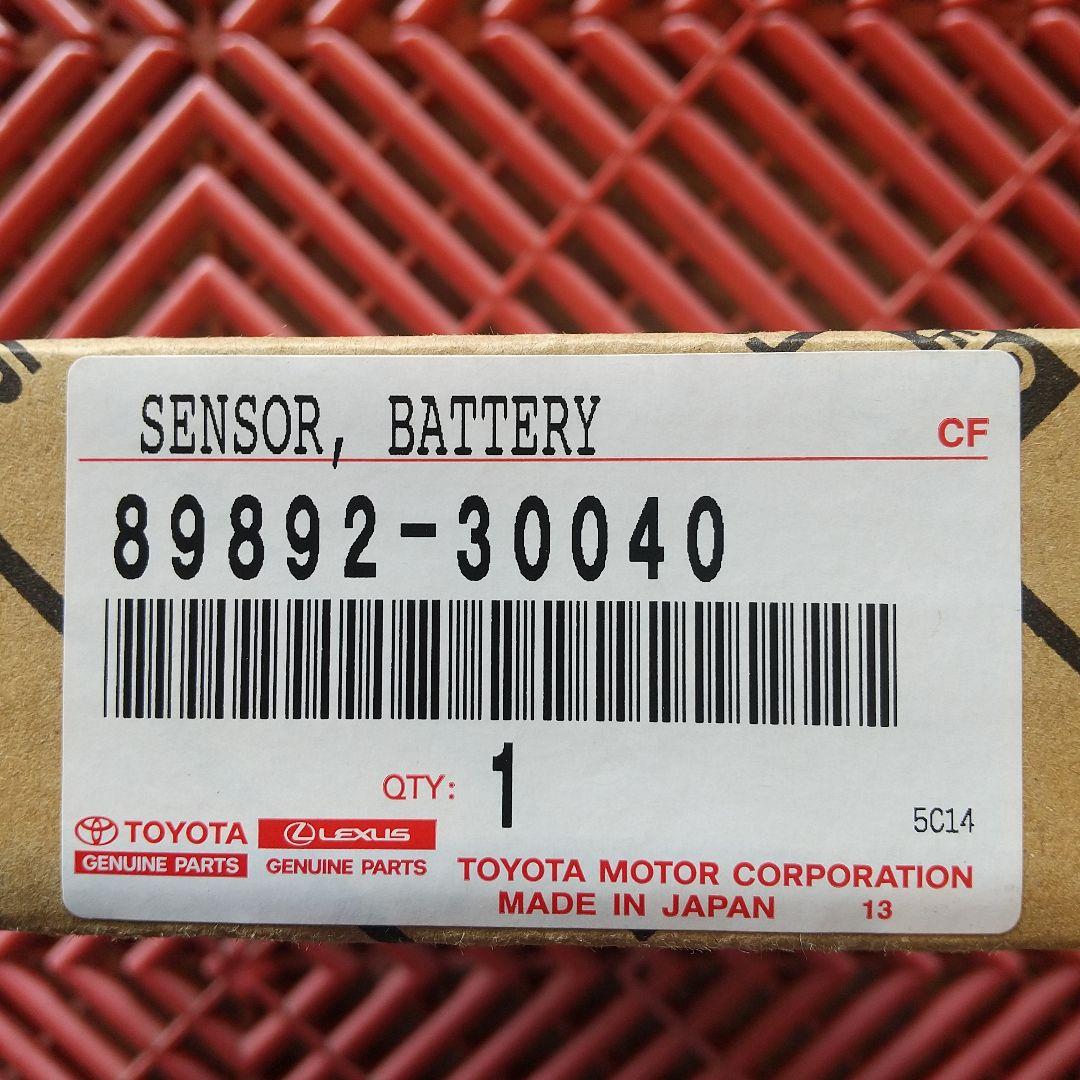 SENSOR, BATTERY
CF
89892-30040
QTY: 1
5C14
TOYOTA
GENUINE PARTS
LEXUS
GENUINE PARTS
TOYOTA MOTOR CORPORATION
MADE IN JAPAN 13